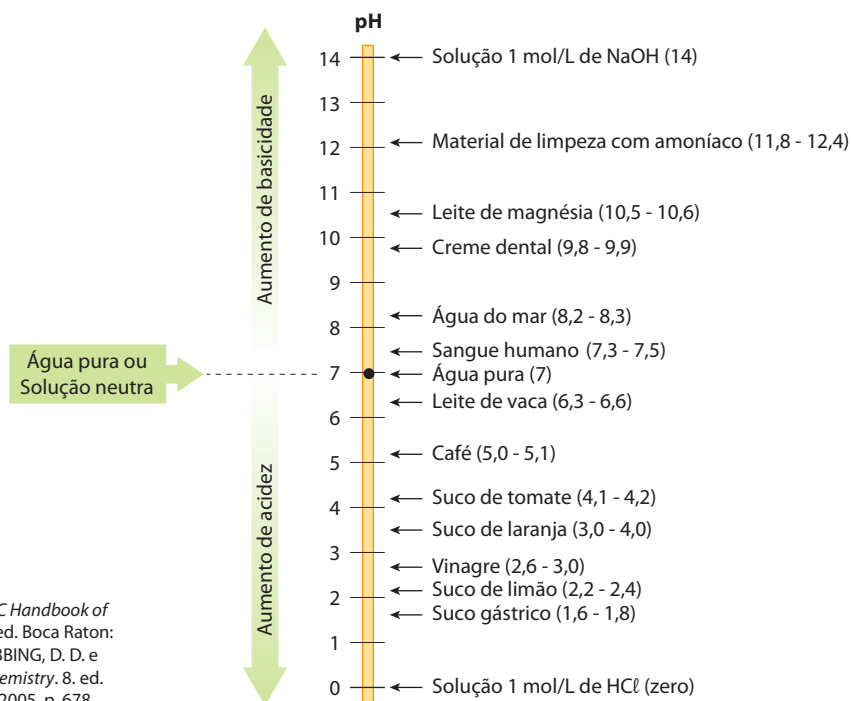 pH
14
Solução 1 mol/L de NaOH (14)
13
12
Material de limpeza com amoníaco (11,8 - 12,4)
11
Leite de magnésia (10,5 - 10,6)
10
Creme dental (9,8 - 9,9)
9
Água do mar (8,2 - 8,3)
8
Sangue humano (7,3 - 7,5)
7
Água pura (7)
Leite de vaca (6,3 - 6,6)
6
Café (5,0 - 5,1)
5
Suco de tomate (4,1 - 4,2)
4
Suco de laranja (3,0 - 4,0)
3
Vinagre (2,6 - 3,0)
Suco de limão (2,2 - 2,4)
2
Suco gástrico (1,6 - 1,8)
1
0
Solução 1 mol/L de HCℓ (zero)
Aumento de basicidade
Água pura ou
Solução neutra
Aumento de acidez
C Handbook of
ed. Boca Raton:
BBING, D. D. e
emistry. 8. ed.
2005. p. 678.